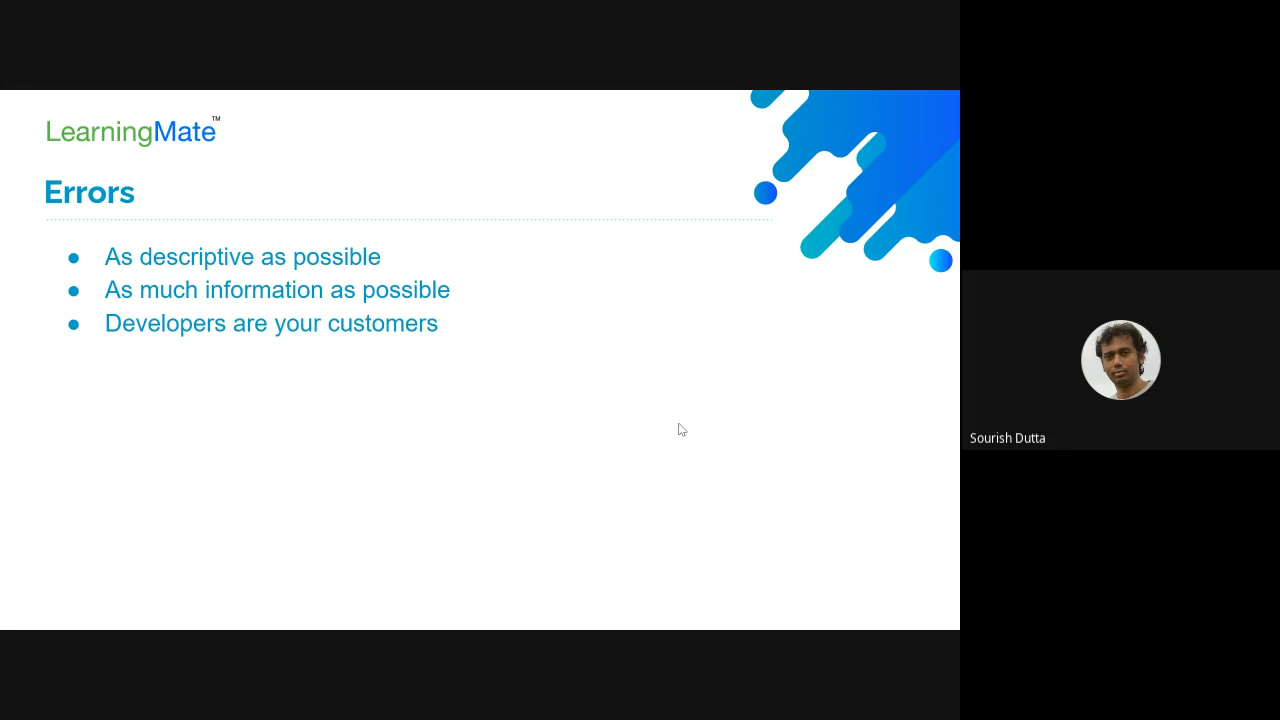 LearningMate™
Errors
● As descriptive as possible
● As much information as possible
● Developers are your customers
Sourish Dutta